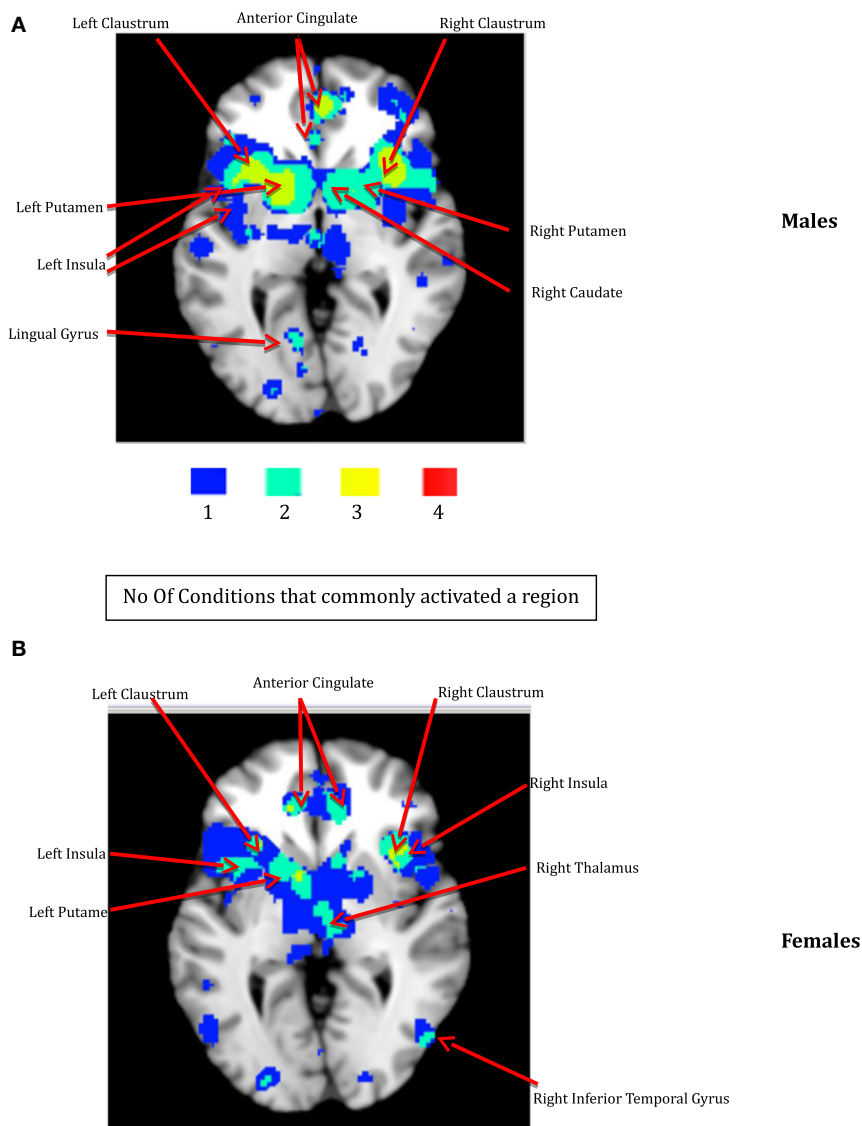 A
Left Claustrum
Anterior Cingulate
Right Claustrum
Left Putamen
Males
Right Putamen
Left Insula
Right Caudate
Lingual Gyrus
1 2 3 4
No Of Conditions that commonly activated a region
B
Left Claustrum
Anterior Cingulate
Right Claustrum
Right Insula
Left Insula
Right Thalamus
Left Putame
Females
Right Inferior Temporal Gyrus